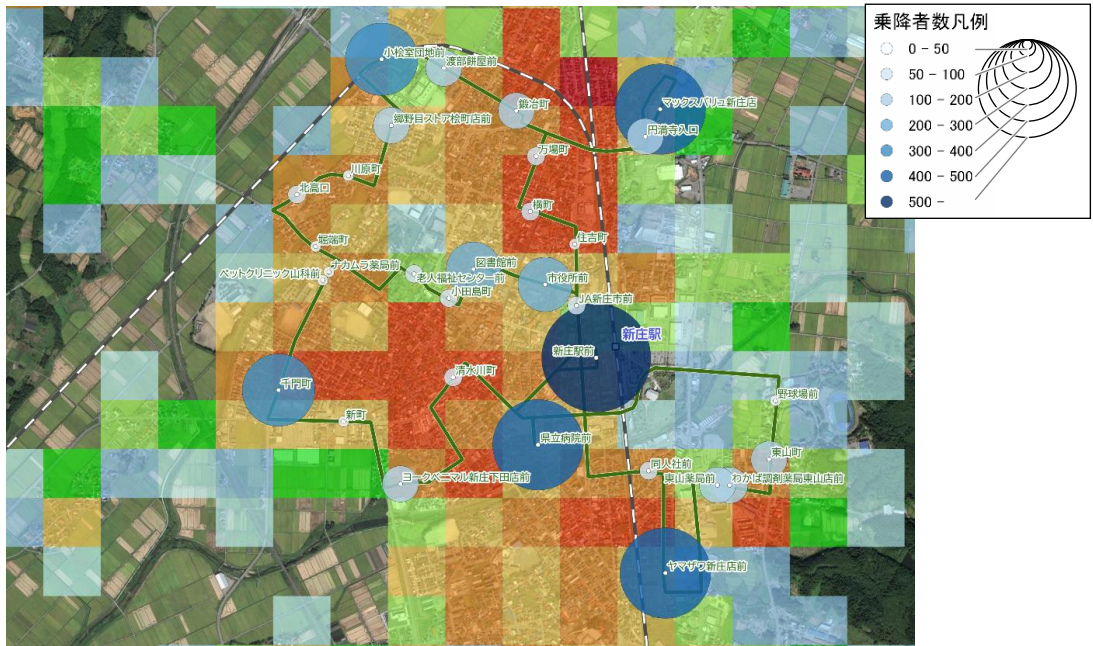 乗降者数凡例
0 - 50
50 - 100
100 - 200
200 - 300
300 - 400
400 - 500
500 -
小桧室団地前
渡部餅屋前
マックスバリュ新庄店
鍛冶町
郷野目ストア桧町店前
円満寺入口
万場町
川原町
北高口
横町
堀端町
住吉町
図書館前
ナカムラ薬局前
ペットクリニック山科前
老人福祉センター前
市役所前
小田島町
JA新庄市前
新庄駅
新庄駅前
清水川町
千門町
野球場前
新町
県立病院前
東山町
同人社前
ヨークベニマル新庄下田店前
東山薬局前
わかば調剤薬局東山店前
ヤマザワ新庄店前